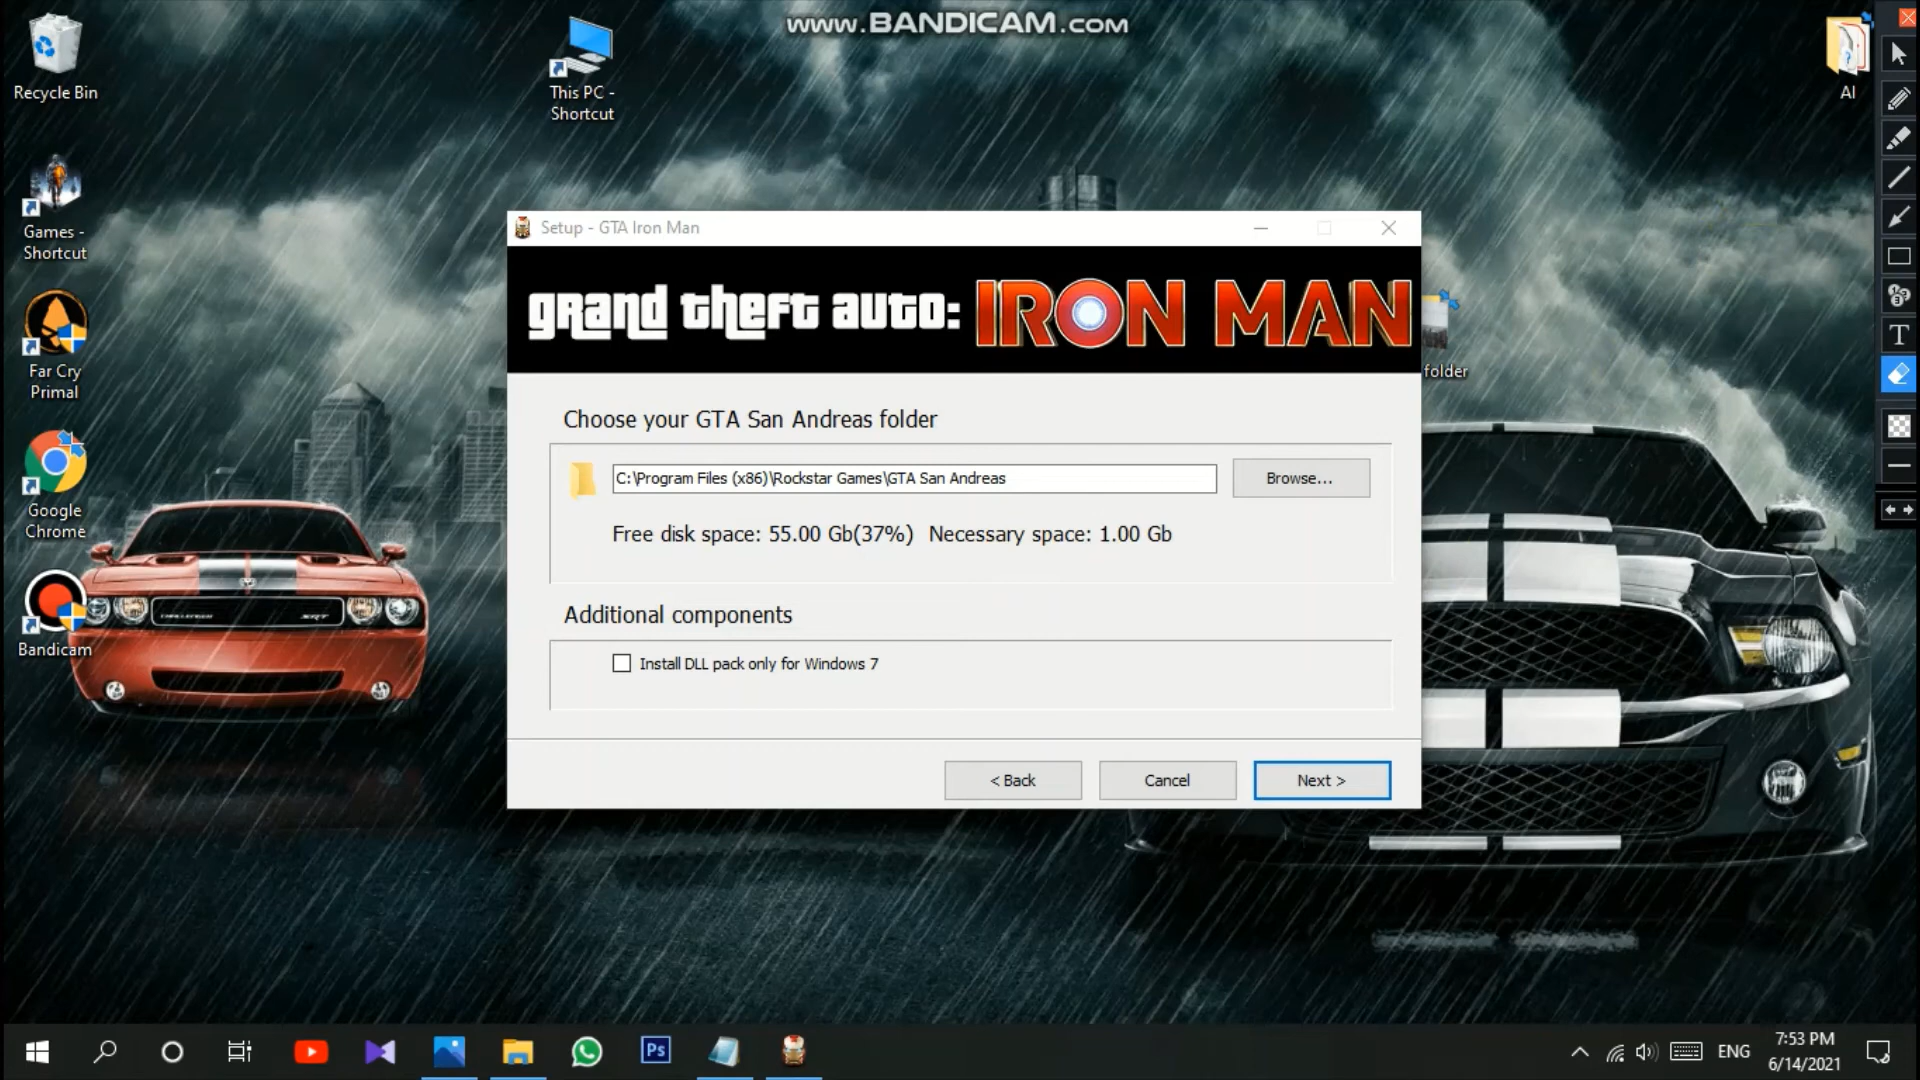 www.BANDICAM.com
Recycle Bin
This PC -
Shortcut
AI
Games -
Shortcut
Far Cry
Primal
Google
Chrome
Bandicam
folder
Setup - GTA Iron Man
grand theft auto: IRON MAN
Choose your GTA San Andreas folder
C:\Program Files (x86)\Rockstar Games\GTA San Andreas
Browse...
Free disk space: 55.00 Gb(37%) Necessary space: 1.00 Gb
Additional components
Install DLL pack only for Windows 7
< Back
Cancel
Next >
T
Ps
ENG
7:53 PM
6/14/2021